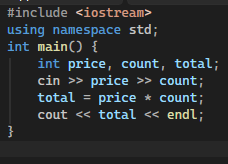 #include <iostream>
using namespace std;
int main() {
    int price, count, total;
    cin >> price >> count;
    total = price * count;
    cout << total << endl;
}